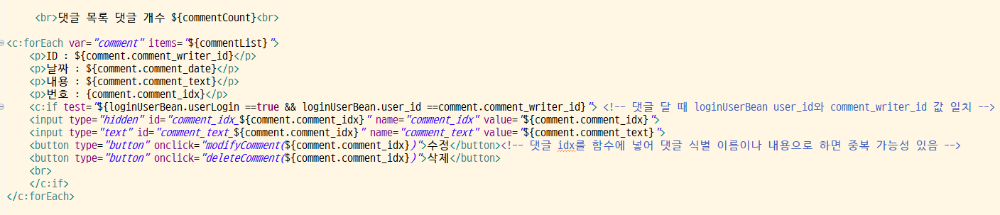 <br>댓글 목록 댓글 개수 ${commentCount}<br>
<c:forEach var="comment" items="${commentList}">
<p>ID : ${comment.comment_writer_id}</p>
<p>날짜 : ${comment.comment_date}</p>
<p>내용 : ${comment.comment_text}</p>
<p>번호 : {comment.comment_idx}</p>
<c:if test="${loginUserBean.userLogin ==true && loginUserBean.user_id ==comment.comment_writer_id}"> <!-- 댓글 달 때 loginUserBean user_id와 comment_writer_id 값 일치 -->
<input type="hidden" id="comment_idx_${comment.comment_idx}" name="comment_idx" value="${comment.comment_idx}">
<input type="text" id="comment_text_${comment.comment_idx}" name="comment_text" value="${comment.comment_text}">
<button type="button" onclick="modifyComment(${comment.comment_idx})">수정</button><!-- 댓글 idx를 함수에 넣어 댓글 식별 이름이나 내용으로 하면 중복 가능성 있음 -->
<button type="button" onclick="deleteComment(${comment.comment_idx})">삭제</button>
<br>
</c:if>
</c:forEach>